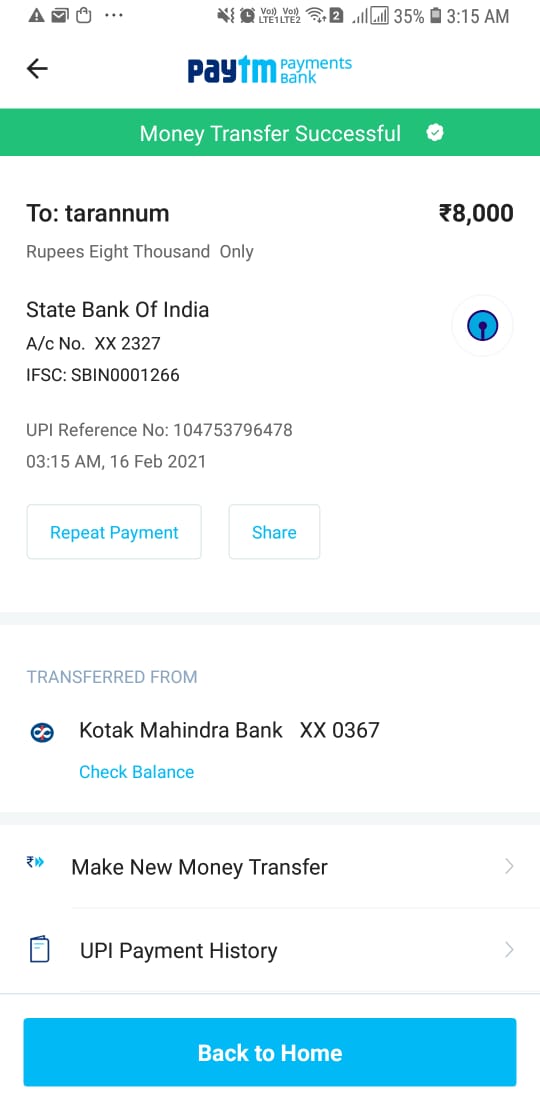 Vo)) Vo))
LTE1 LTE2 2 35% 3:15 AM
paytm Payments Bank
Money Transfer Successful
To: tarannum ₹8,000
Rupees Eight Thousand Only
State Bank Of India
A/c No. XX 2327
IFSC: SBIN0001266
UPI Reference No: 104753796478
03:15 AM, 16 Feb 2021
Repeat Payment Share
TRANSFERRED FROM
Kotak Mahindra Bank XX 0367
Check Balance
₹ Make New Money Transfer
UPI Payment History
Back to Home